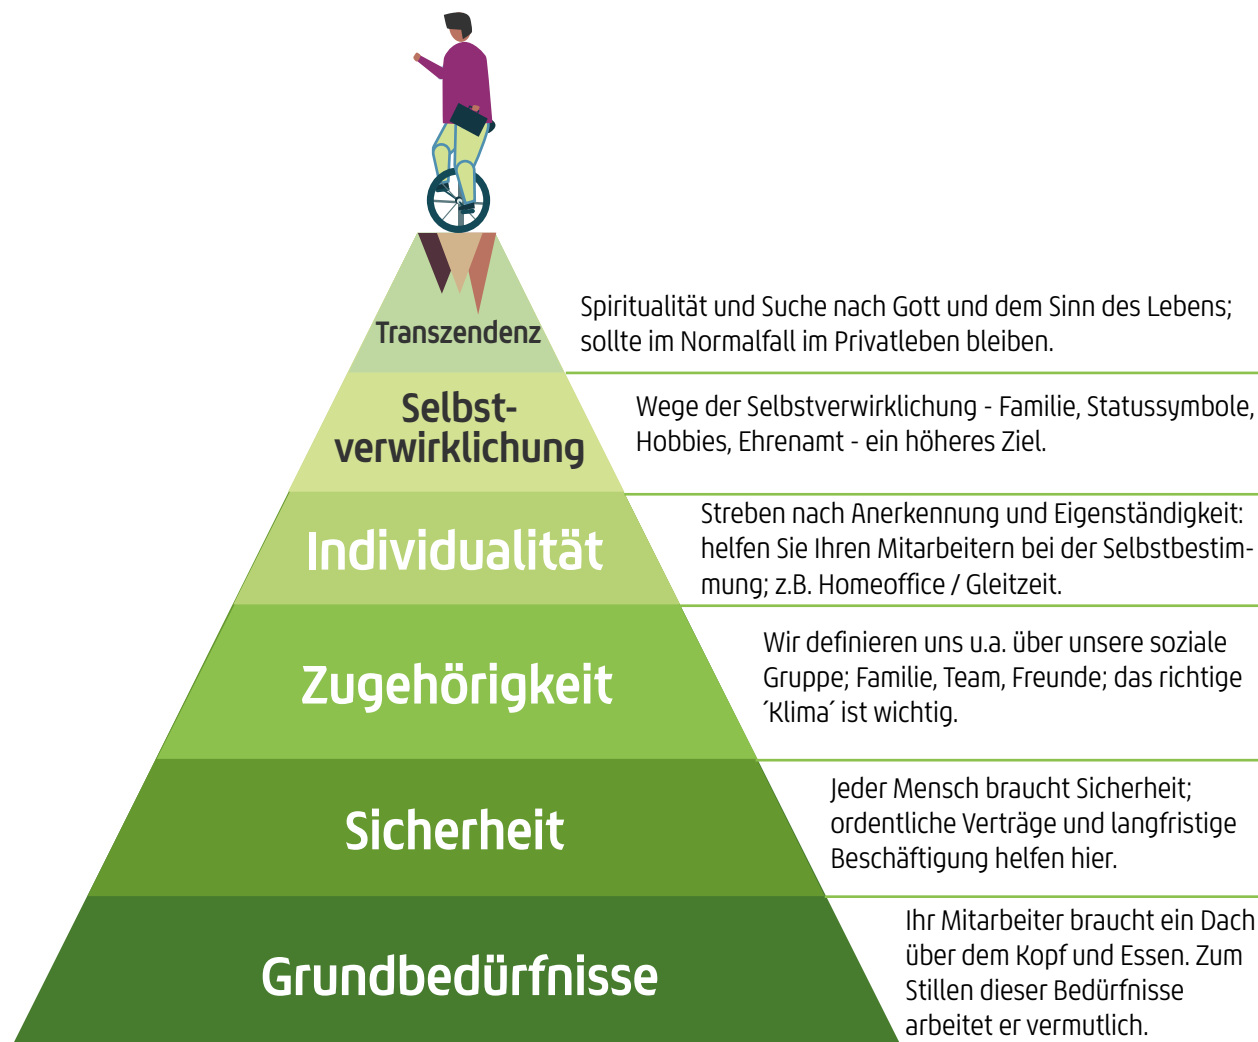 Transzendenz
Spiritualität und Suche nach Gott und dem Sinn des Lebens;
sollte im Normalfall im Privatleben bleiben.
Selbst-
verwirklichung
Wege der Selbstverwirklichung - Familie, Statussymbole,
Hobbies, Ehrenamt - ein höheres Ziel.
Individualität
Streben nach Anerkennung und Eigenständigkeit:
helfen Sie Ihren Mitarbeitern bei der Selbstbestim-
mung; z.B. Homeoffice / Gleitzeit.
Zugehörigkeit
Wir definieren uns u.a. über unsere soziale
Gruppe; Familie, Team, Freunde; das richtige
´Klima´ ist wichtig.
Sicherheit
Jeder Mensch braucht Sicherheit;
ordentliche Verträge und langfristige
Beschäftigung helfen hier.
Grundbedürfnisse
Ihr Mitarbeiter braucht ein Dach
über dem Kopf und Essen. Zum
Stillen dieser Bedürfnisse
arbeitet er vermutlich.